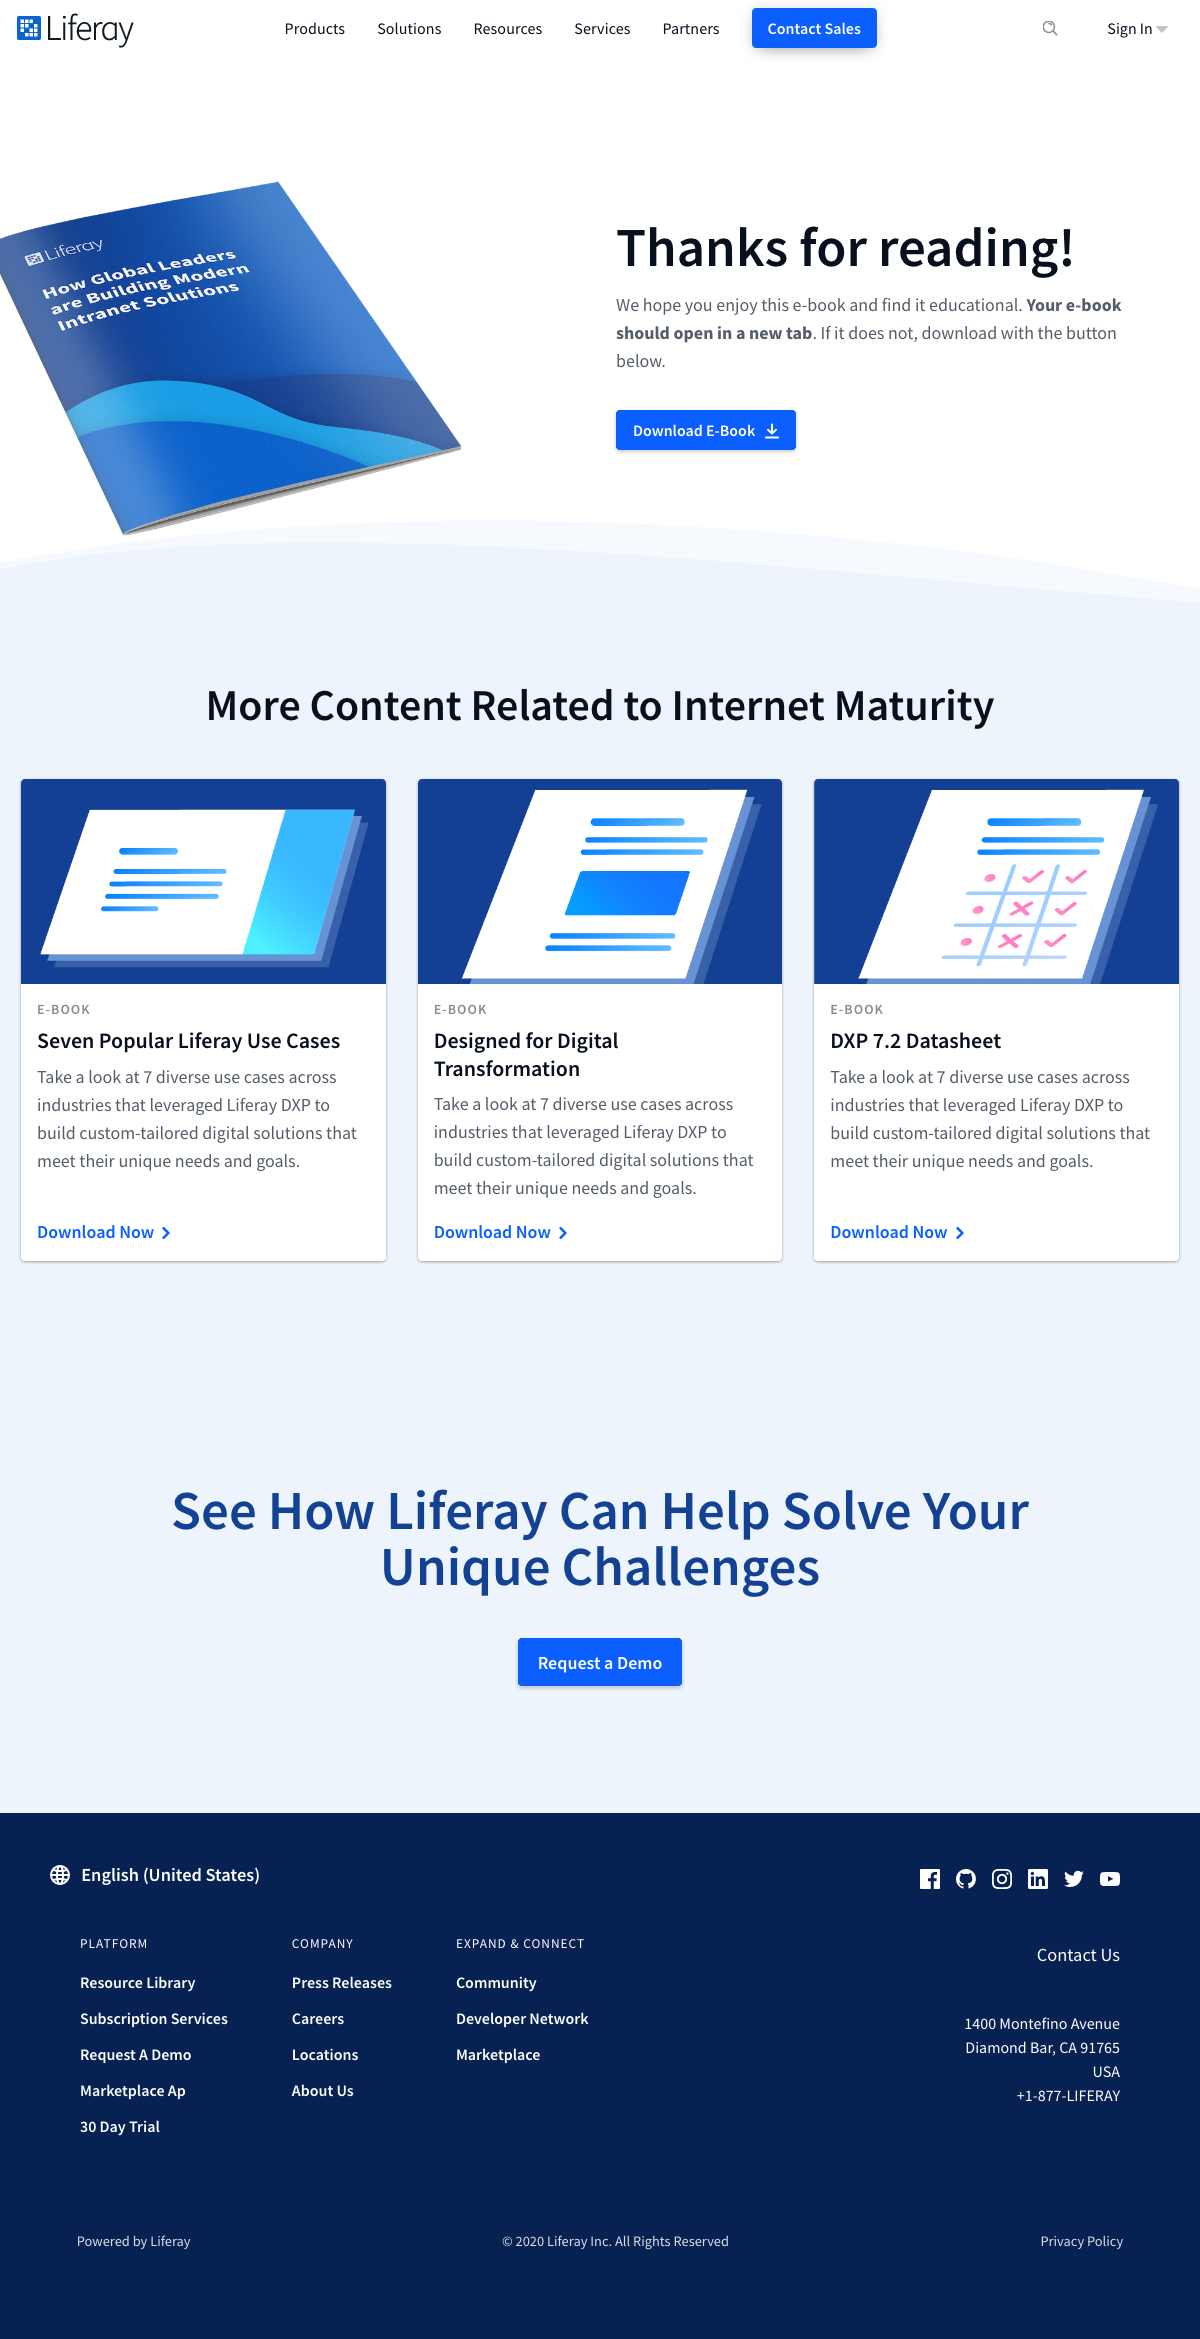 Liferay
Products
Solutions
Resources
Services
Partners
Contact Sales
Sign In
Liferay
How Global Leaders
are Building Modern
Intranet Solutions
Thanks for reading!
We hope you enjoy this e-book and find it educational. Your e-book
should open in a new tab. If it does not, download with the button
below.
Download E-Book
More Content Related to Internet Maturity
E-BOOK
Seven Popular Liferay Use Cases
Take a look at 7 diverse use cases across
industries that leveraged Liferay DXP to
build custom-tailored digital solutions that
meet their unique needs and goals.
Download Now
E-BOOK
Designed for Digital
Transformation
Take a look at 7 diverse use cases across
industries that leveraged Liferay DXP to
build custom-tailored digital solutions that
meet their unique needs and goals.
Download Now
E-BOOK
DXP 7.2 Datasheet
Take a look at 7 diverse use cases across
industries that leveraged Liferay DXP to
build custom-tailored digital solutions that
meet their unique needs and goals.
Download Now
See How Liferay Can Help Solve Your
Unique Challenges
Request a Demo
English (United States)
PLATFORM
Resource Library
Subscription Services
Request A Demo
Marketplace Ap
30 Day Trial
COMPANY
Press Releases
Careers
Locations
About Us
EXPAND & CONNECT
Community
Developer Network
Marketplace
Contact Us
1400 Montefino Avenue
Diamond Bar, CA 91765
USA
+1-877-LIFERAY
Powered by Liferay
© 2020 Liferay Inc. All Rights Reserved
Privacy Policy